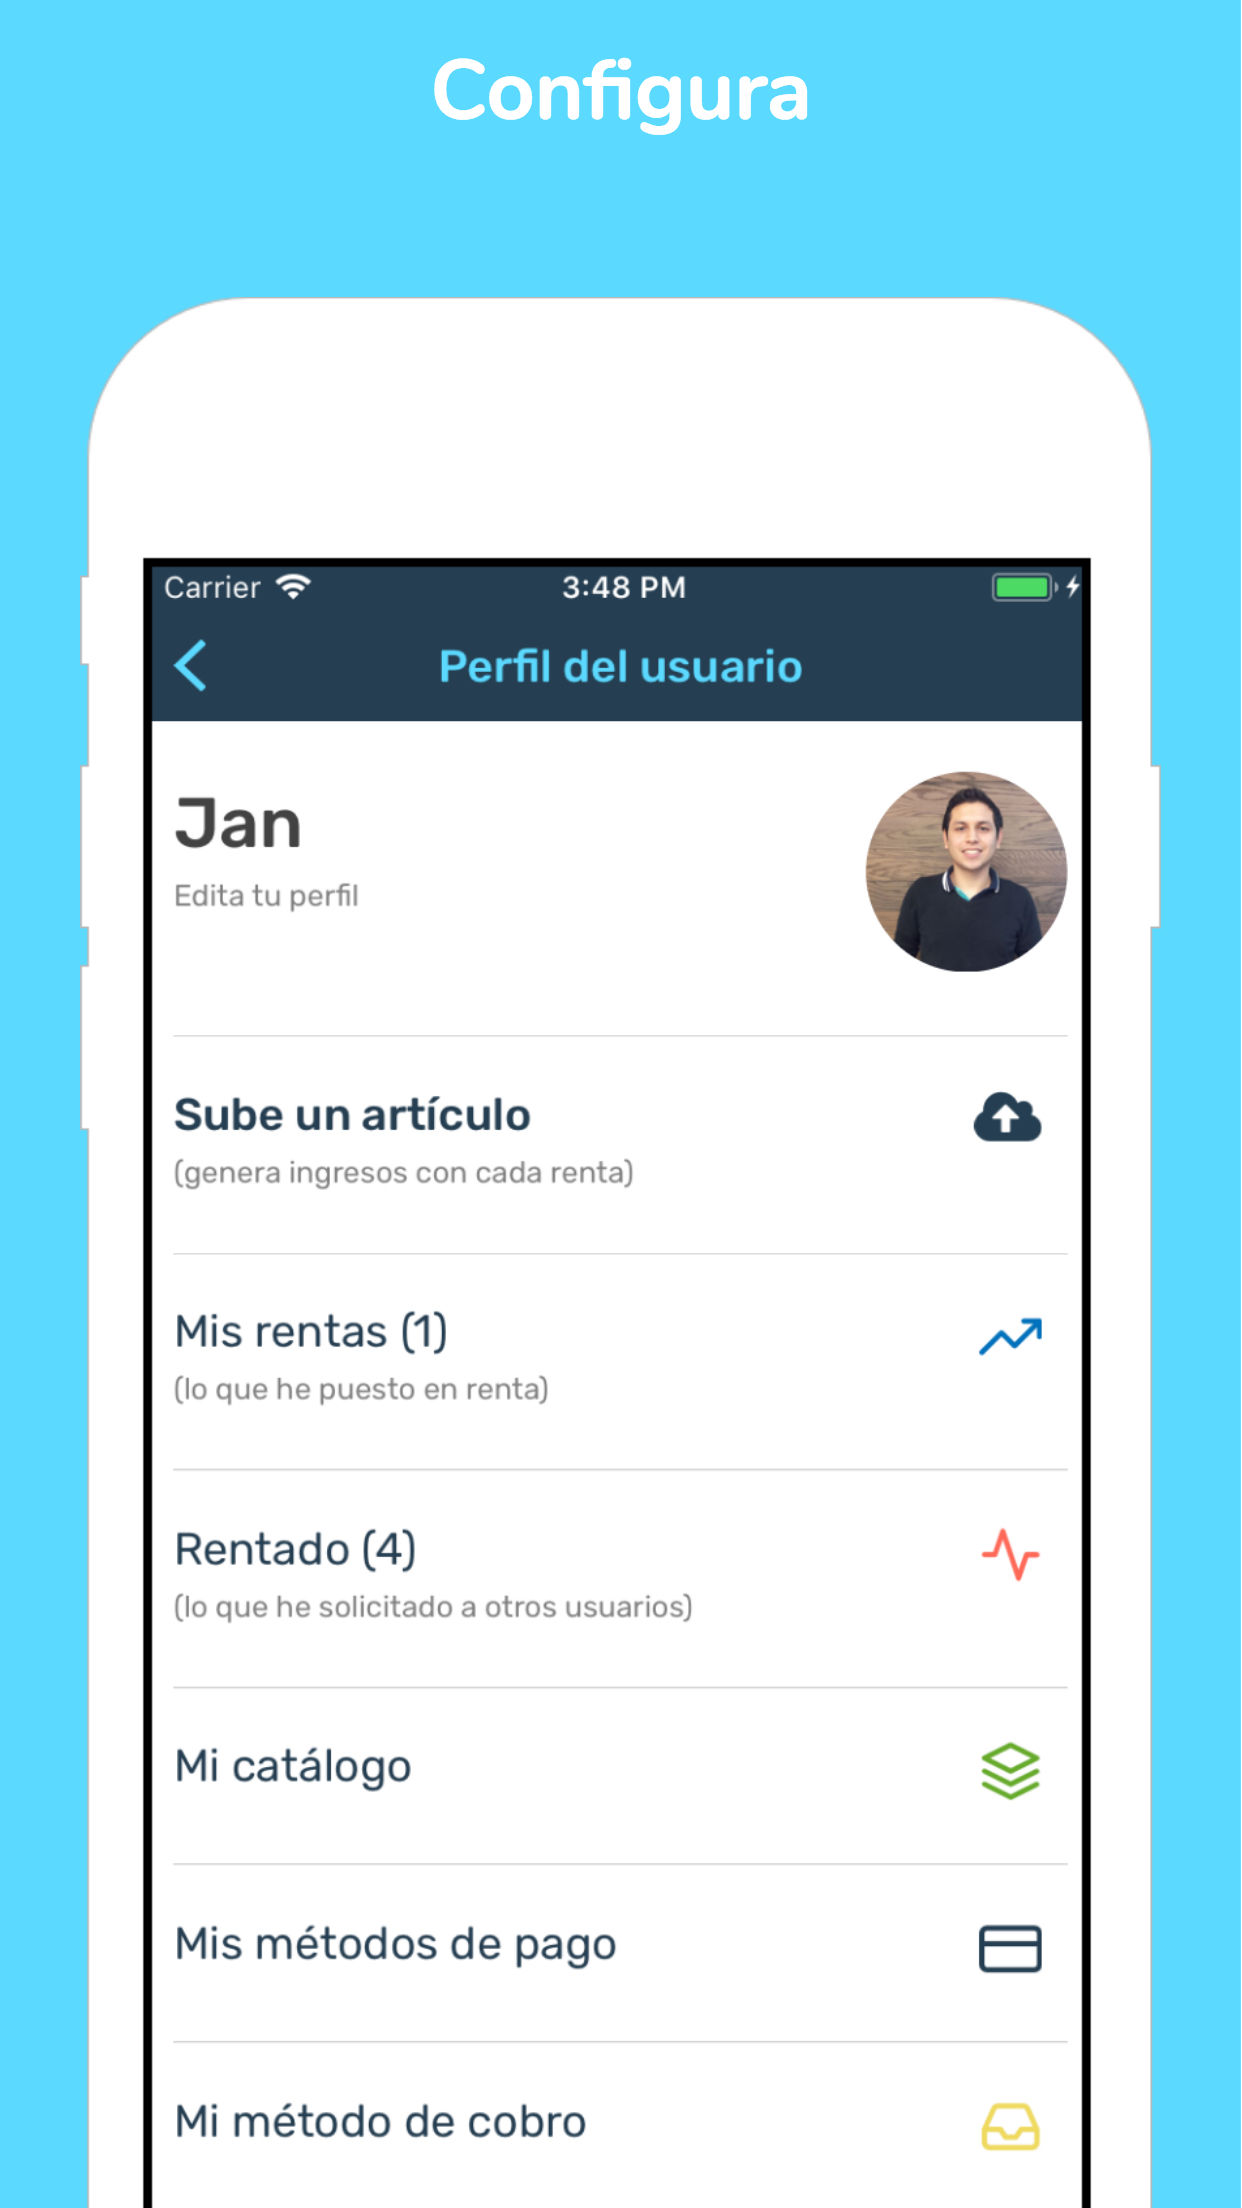 Configura
Carrier 3:48 PM
Perfil del usuario
Jan
Edita tu perfil
Sube un artículo
(genera ingresos con cada renta)
Mis rentas (1)
(lo que he puesto en renta)
Rentado (4)
(lo que he solicitado a otros usuarios)
Mi catálogo
Mis métodos de pago
Mi método de cobro